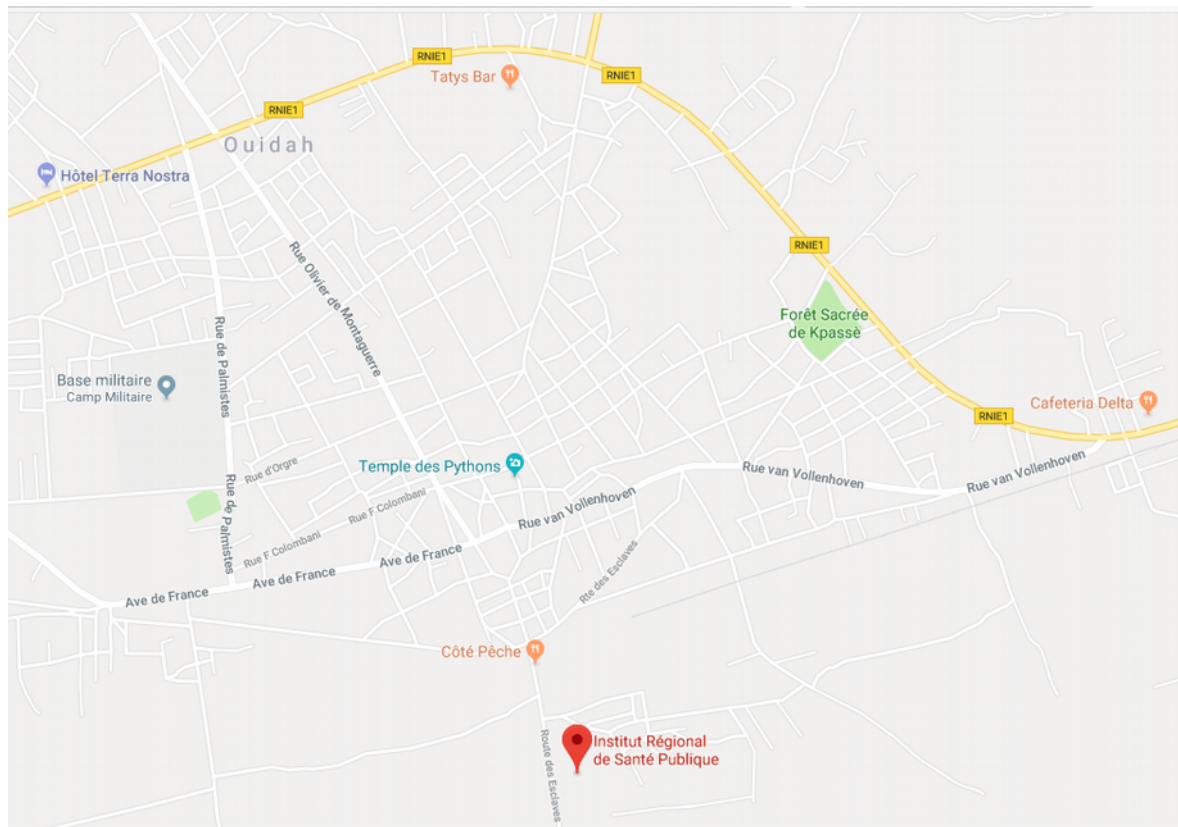 RNIE1
Tatys Bar
RNIE1
RNIE1
Ouidah
Hôtel Terra Nostra
RNIE1
Rue Olivier de Montaguerre
Forêt Sacrée
de Kpassè
Rue de Palmistes
Base militaire
Camp Militaire
Cafeteria Delta
RNIE1
Temple des Pythons
Rue d'Orgre
Rue van Vollenhoven
Rue van Vollenhoven
Rue de Palmistes
Rue F Colombani
Rue van Vollenhoven
Rue F Colombani
Ave de France
Ave de France
Ave de France
Rte des Esclaves
Côté Pêche
Institut Régional
de Santé Publique
Route des Esclaves